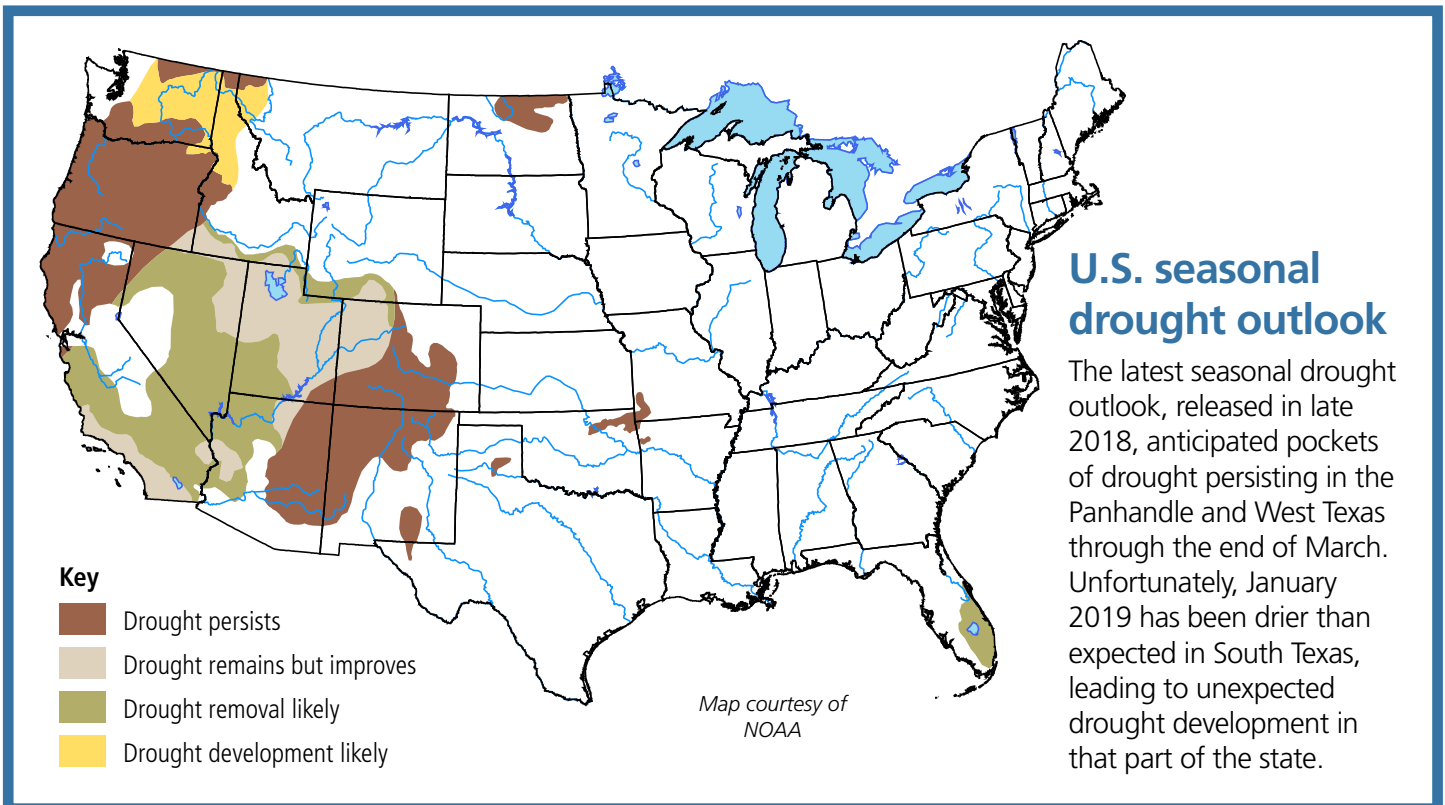 U.S. seasonal
drought outlook
The latest seasonal drought
outlook, released in late
2018, anticipated pockets
of drought persisting in the
Panhandle and West Texas
through the end of March.
Unfortunately, January
2019 has been drier than
expected in South Texas,
leading to unexpected
drought development in
that part of the state.
Key
Drought persists
Drought remains but improves
Drought removal likely
Drought development likely
Map courtesy of
NOAA